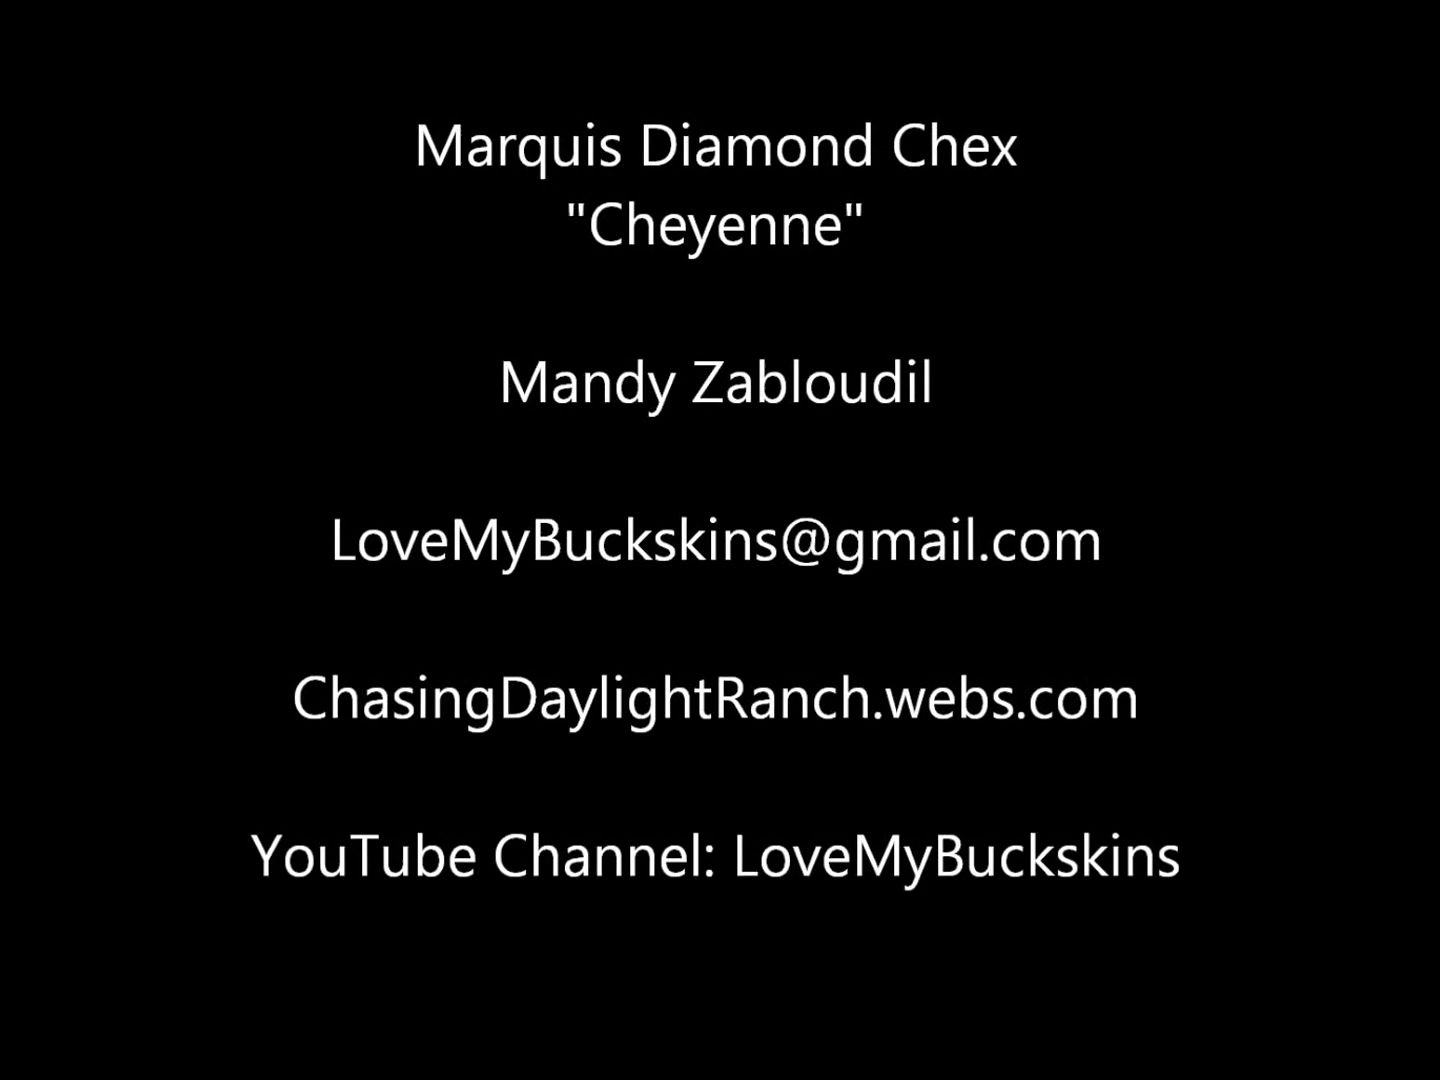 Marquis Diamond Chex
"Cheyenne"
Mandy Zabloudil
LoveMyBuckskins@gmail.com
ChasingDaylightRanch.webs.com
YouTube Channel: LoveMyBuckskins